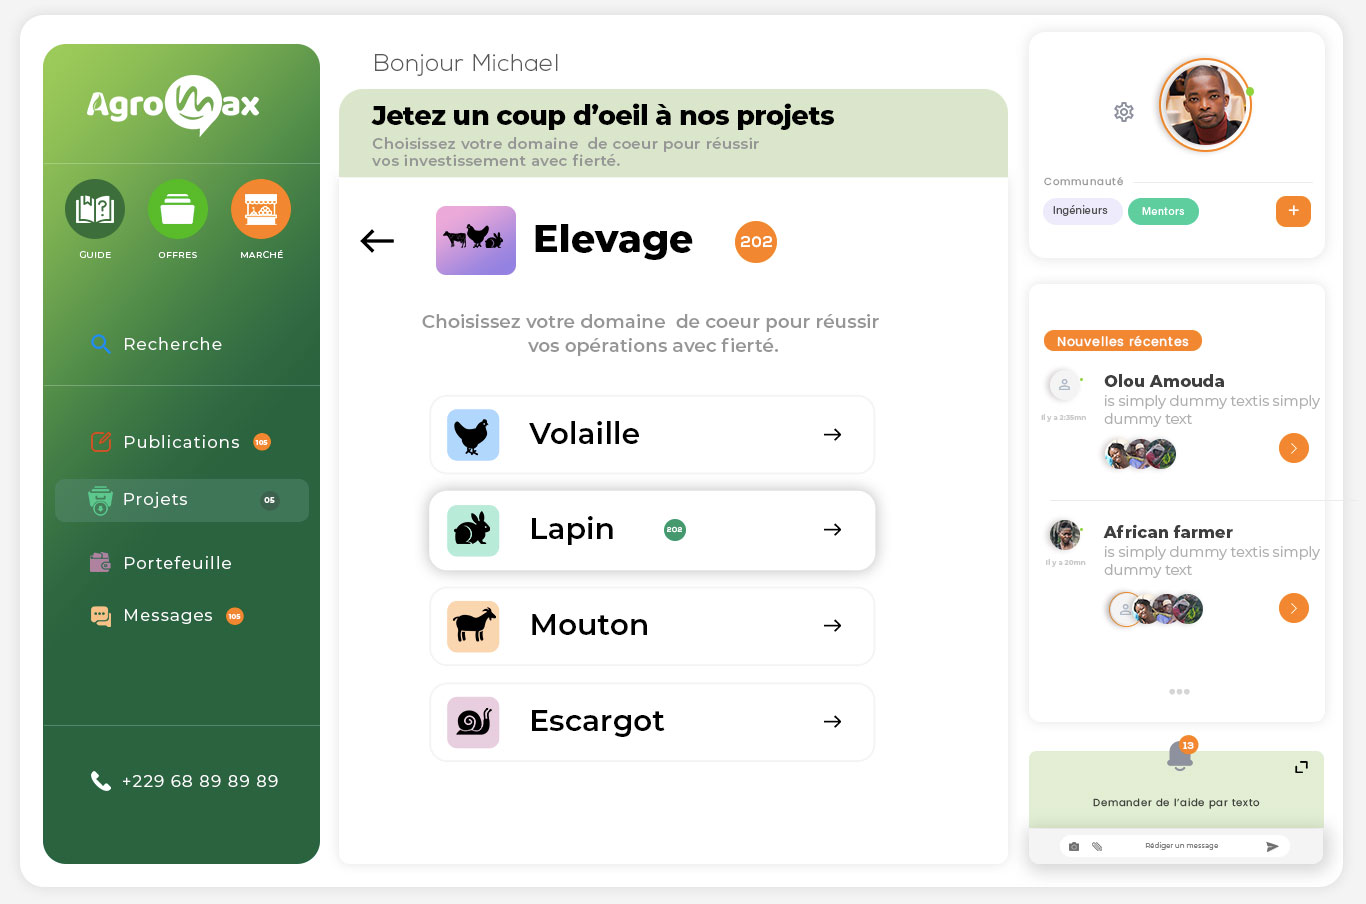 AgroMax
GUIDE
OFFRES
MARCHÉ
Recherche
Publications
105
Projets
05
Portefeuille
Messages
105
+229 68 89 89 89
Bonjour Michael
Jetez un coup d’oeil à nos projets
Choisissez votre domaine de coeur pour réussir
vos investissement avec fierté.
Elevage
202
Choisissez votre domaine de coeur pour réussir
vos opérations avec fierté.
Volaille
Lapin
202
Mouton
Escargot
Communauté
Ingénieurs
Mentors
+
Nouvelles récentes
Olou Amouda
is simply dummy textis simply
dummy text
Il y a 2:35mn
African farmer
is simply dummy textis simply
dummy text
Il y a 20mn
13
Demander de l’aide par texto
Rédiger un message